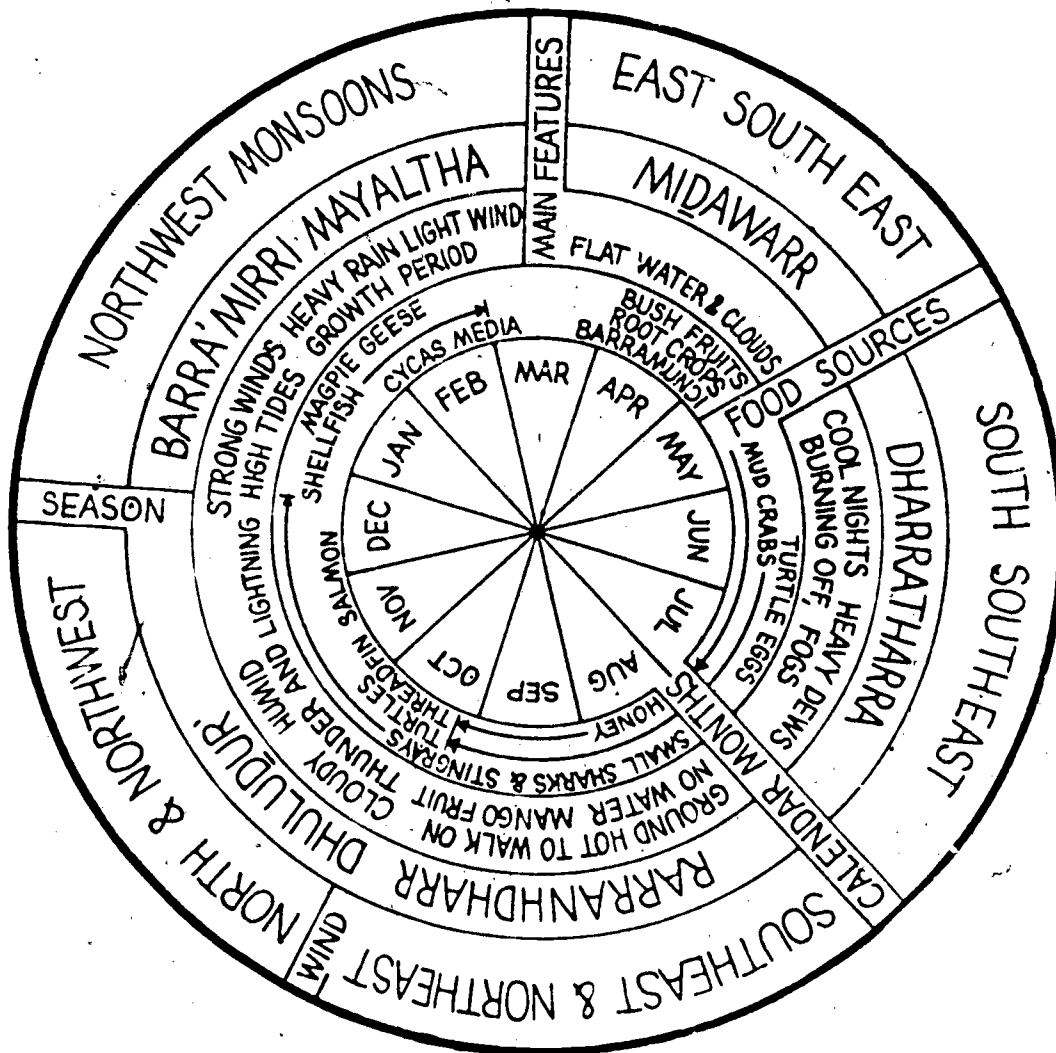 NORTHWEST MONSOONS
EAST SOUTH EAST
SOUTH SOUTHEAST
SOUTHEAST & NORTHEAST
NORTH & NORTHWEST
MAIN FEATURES
FOOD SOURCES
CALENDAR MONTHS
WIND
SEASON
BARRA'MIRRI MAYALTHA
MIḎAWARR
DHARRATHARRA
RARRANHDHARR
DHULUDUR'
STRONG WINDS HEAVY RAIN LIGHT WIND
HIGH TIDES GROWTH PERIOD
FLAT WATER & CLOUDS
COOL NIGHTS HEAVY DEWS
BURNING OFF, FOGS
GROUND HOT TO WALK ON
NO WATER MANGO FRUIT
CLOUDY HUMID
THUNDER AND LIGHTNING
MAGPIE GEESE
SHELLFISH
CYCAS MEDIA
BUSH FRUITS
ROOT CROPS
BARRAMUNDI
MUD CRABS
TURTLE EGGS
HONEY
SMALL SHARKS & STINGRAYS
TURTLES
THREADFIN SALMON
JAN
FEB
MAR
APR
MAY
JUN
JUL
AUG
SEP
OCT
NOV
DEC